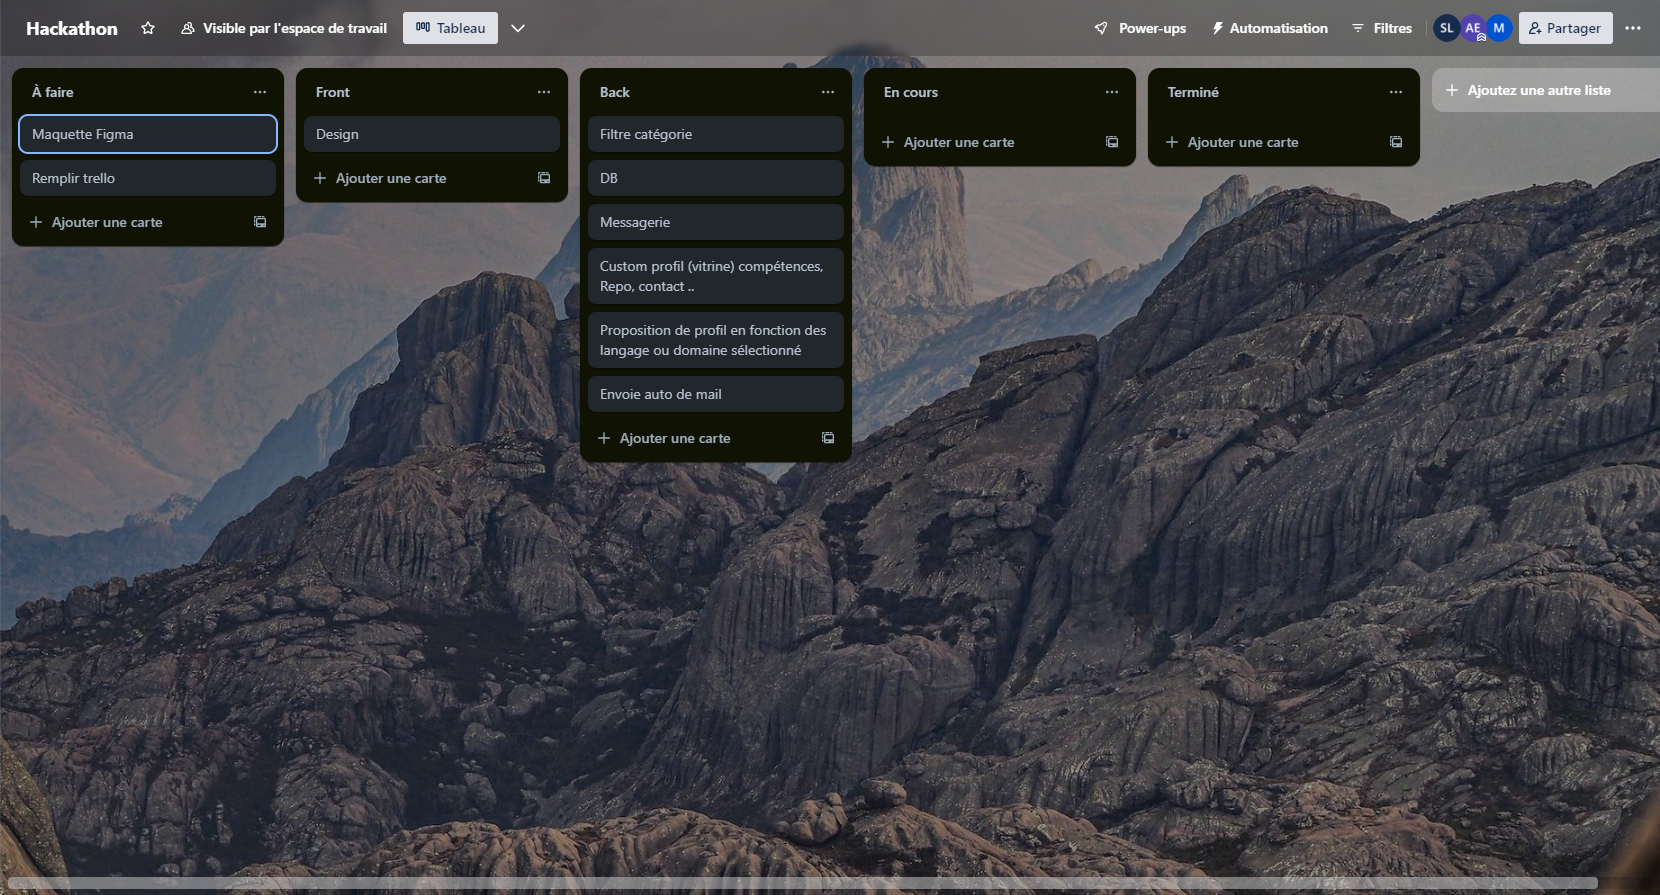 Hackathon
Visible par l'espace de travail
Tableau
Power-ups
Automatisation
Filtres
SL
AE
M
Partager
À faire
Maquette Figma
Remplir trello
Ajouter une carte
Front
Design
Ajouter une carte
Back
Filtre catégorie
DB
Messagerie
Custom profil (vitrine) compétences,
Repo, contact ..
Proposition de profil en fonction des
langage ou domaine sélectionné
Envoie auto de mail
Ajouter une carte
En cours
Ajouter une carte
Terminé
Ajouter une carte
Ajoutez une autre liste